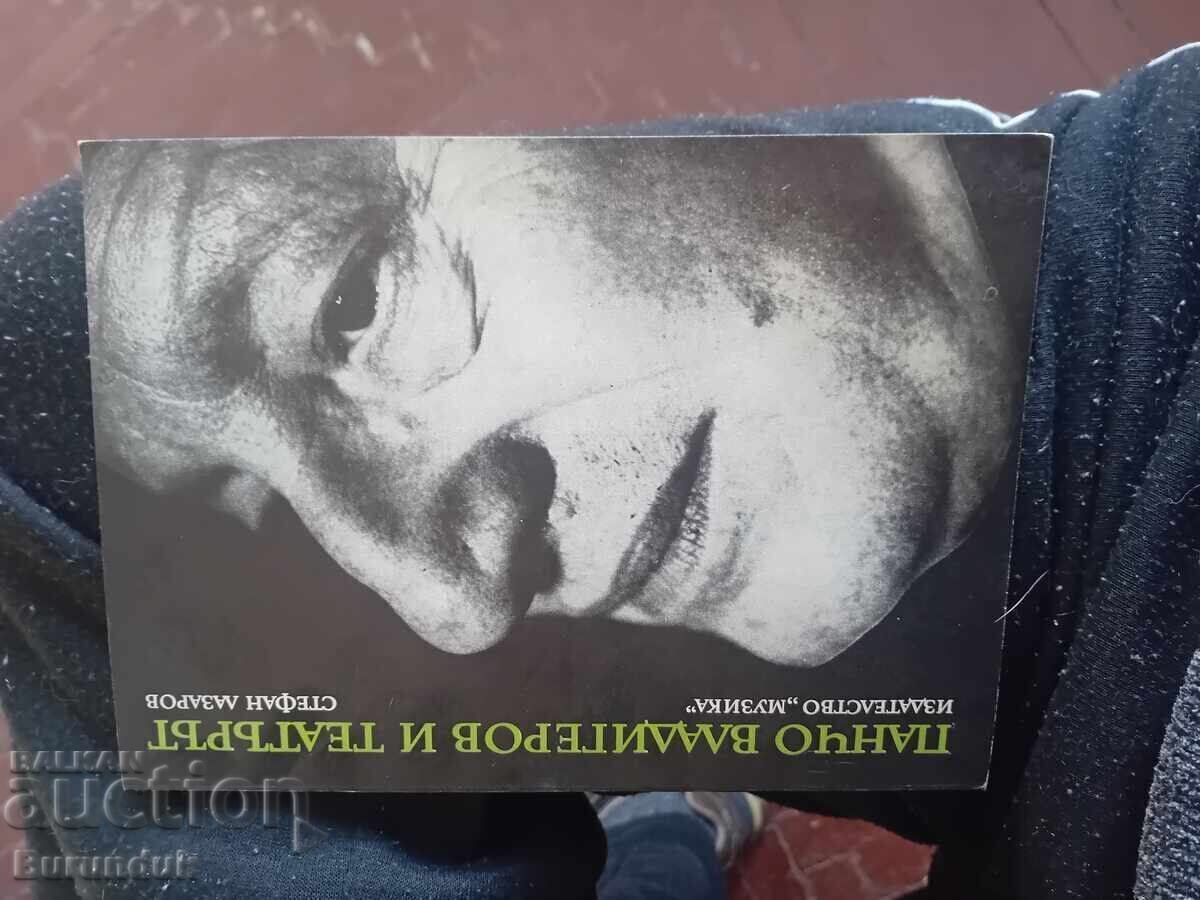 ПАНЧО ВЛАДИГЕРОВ И ТЕАТЪРЪТ
ИЗДАТЕЛСТВО „МУЗИКА”
СТЕФАН ЛАЗАРОВ
BALKAN
auction
Burunduk